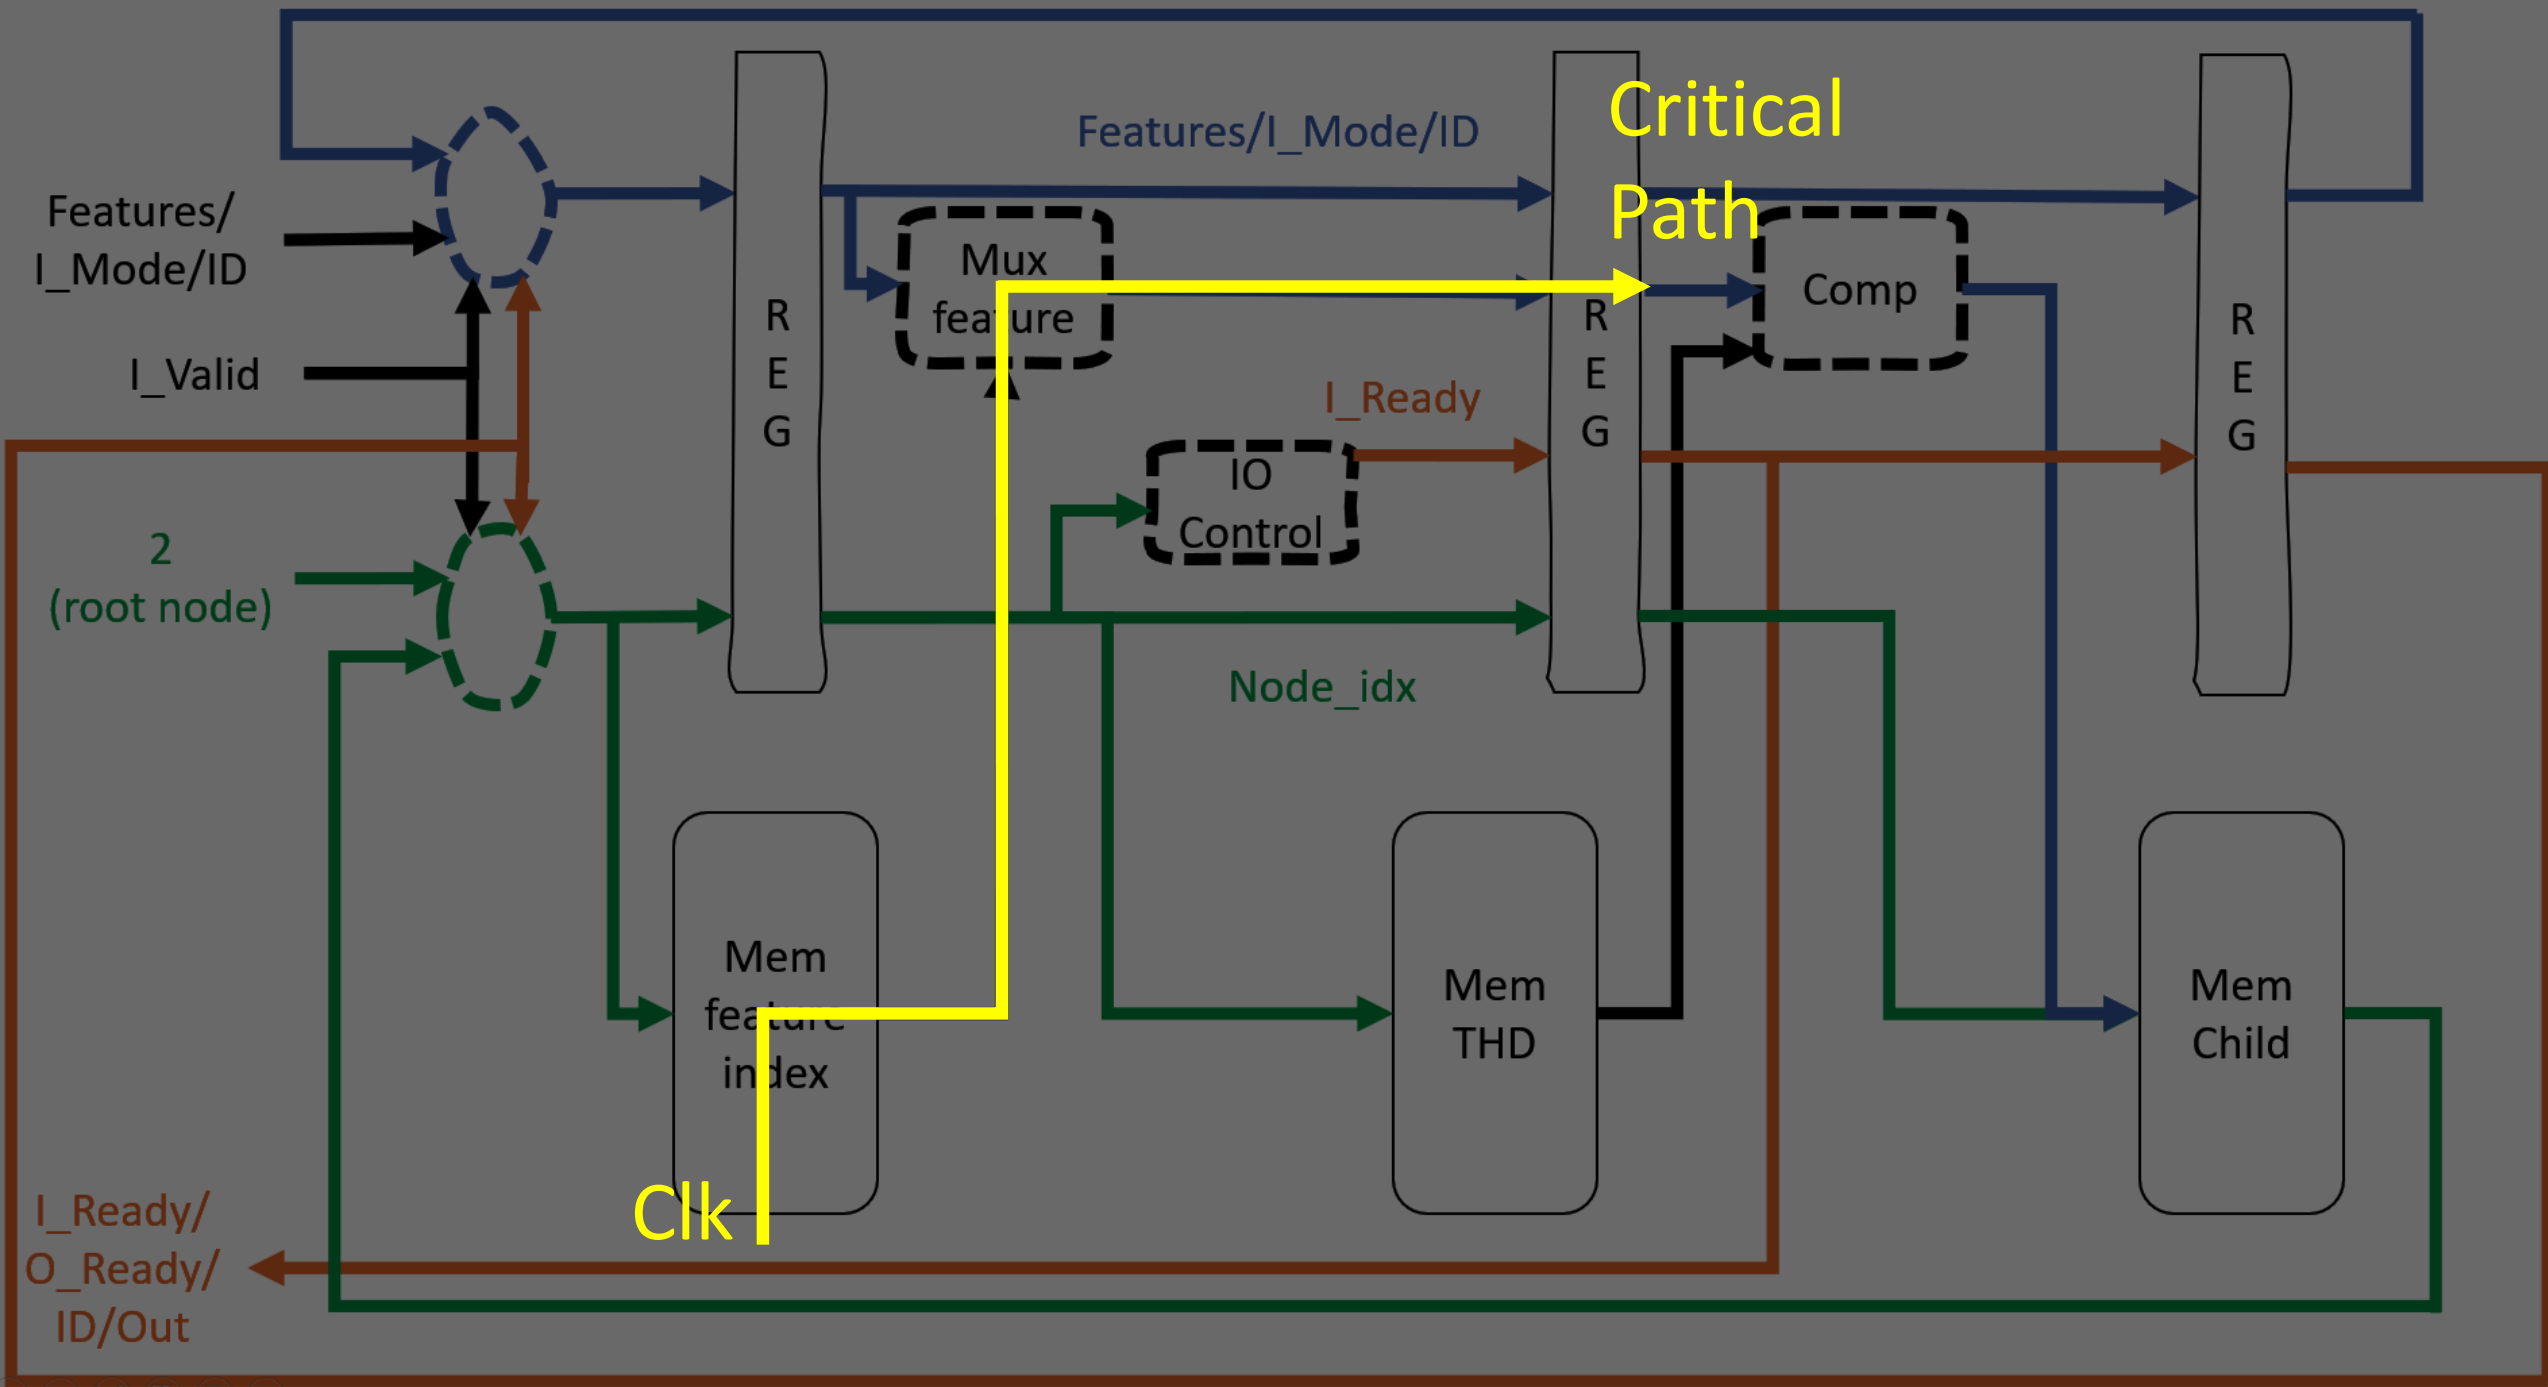 Critical
Path
Features/I_Mode/ID
Features/
I_Mode/ID
Mux
feature
Comp
R
E
G
R
E
G
R
E
G
I_Valid
I_Ready
IO
Control
2
(root node)
Node_idx
Mem
feature
index
Mem
THD
Mem
Child
Clk
I_Ready/
O_Ready/
ID/Out